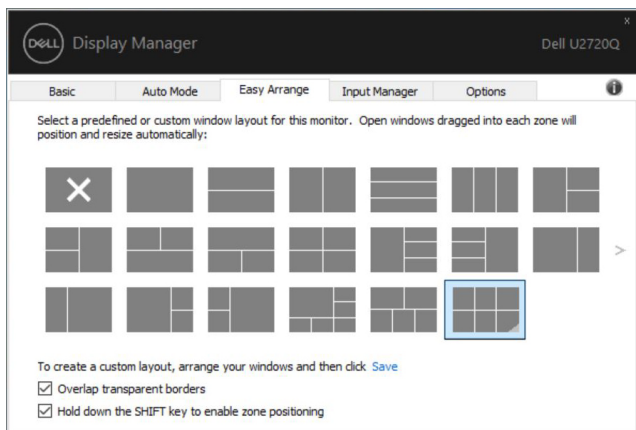 DELL Display Manager
x
Dell U2720Q
Basic Auto Mode Easy Arrange Input Manager Options
Select a predefined or custom window layout for this monitor. Open windows dragged into each zone will
position and resize automatically:
To create a custom layout, arrange your windows and then click Save
Overlap transparent borders
Hold down the SHIFT key to enable zone positioning